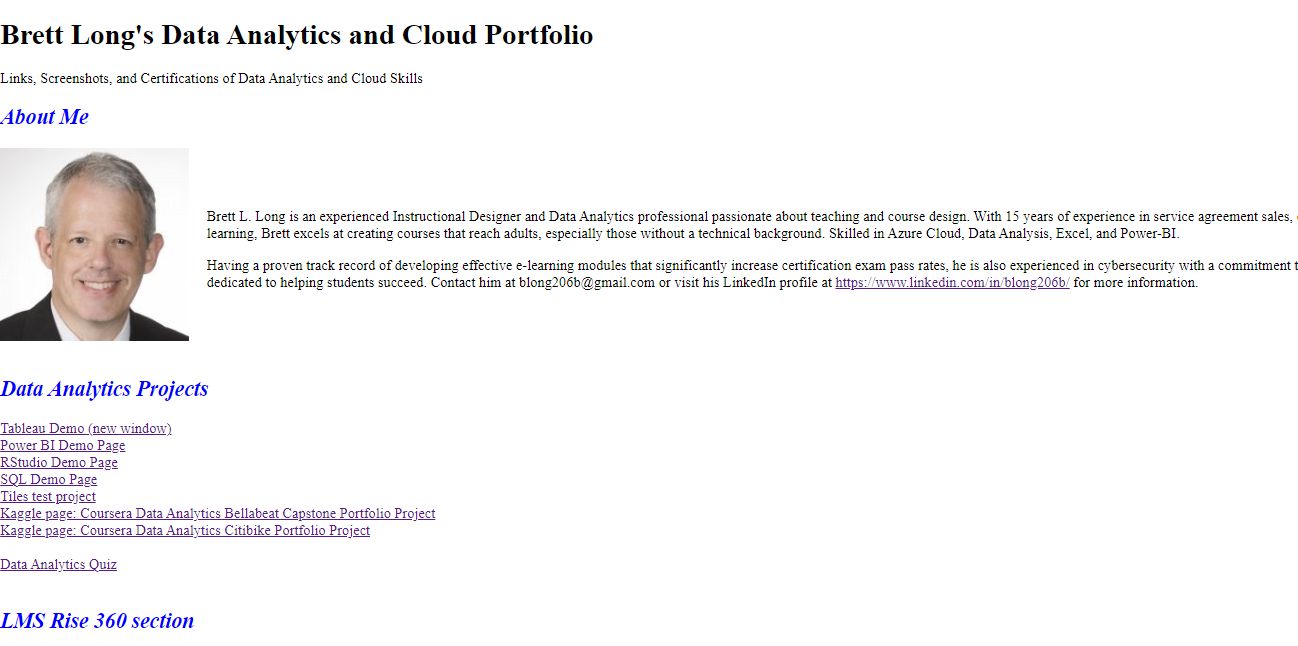 Brett Long's Data Analytics and Cloud Portfolio
Links, Screenshots, and Certifications of Data Analytics and Cloud Skills
About Me
Brett L. Long is an experienced Instructional Designer and Data Analytics professional passionate about teaching and course design. With 15 years of experience in service agreement sales,
learning, Brett excels at creating courses that reach adults, especially those without a technical background. Skilled in Azure Cloud, Data Analysis, Excel, and Power-BI.
Having a proven track record of developing effective e-learning modules that significantly increase certification exam pass rates, he is also experienced in cybersecurity with a commitment
dedicated to helping students succeed. Contact him at blong206b@gmail.com or visit his LinkedIn profile at https://www.linkedin.com/in/blong206b/ for more information.
Data Analytics Projects
Tableau Demo (new window)
Power BI Demo Page
RStudio Demo Page
SQL Demo Page
Tiles test project
Kaggle page: Coursera Data Analytics Bellabeat Capstone Portfolio Project
Kaggle page: Coursera Data Analytics Citibike Portfolio Project
Data Analytics Quiz
LMS Rise 360 section